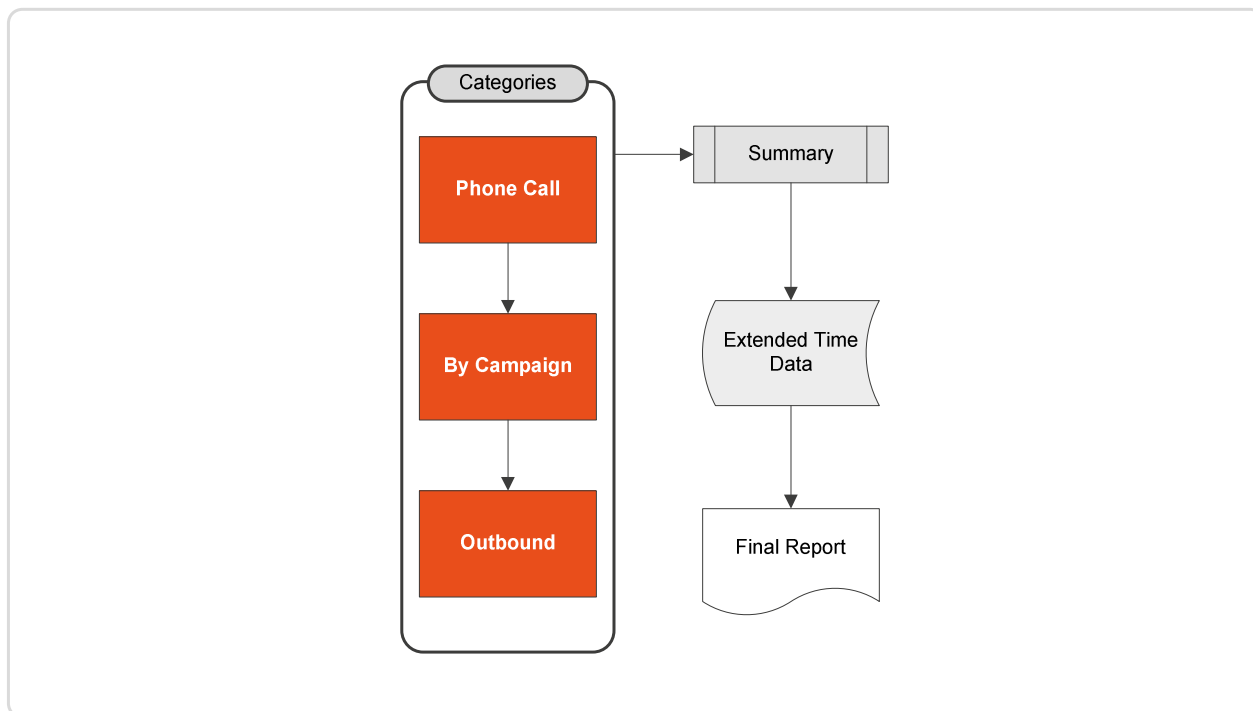 Categories
Phone Call
By Campaign
Outbound
Summary
Extended Time
Data
Final Report